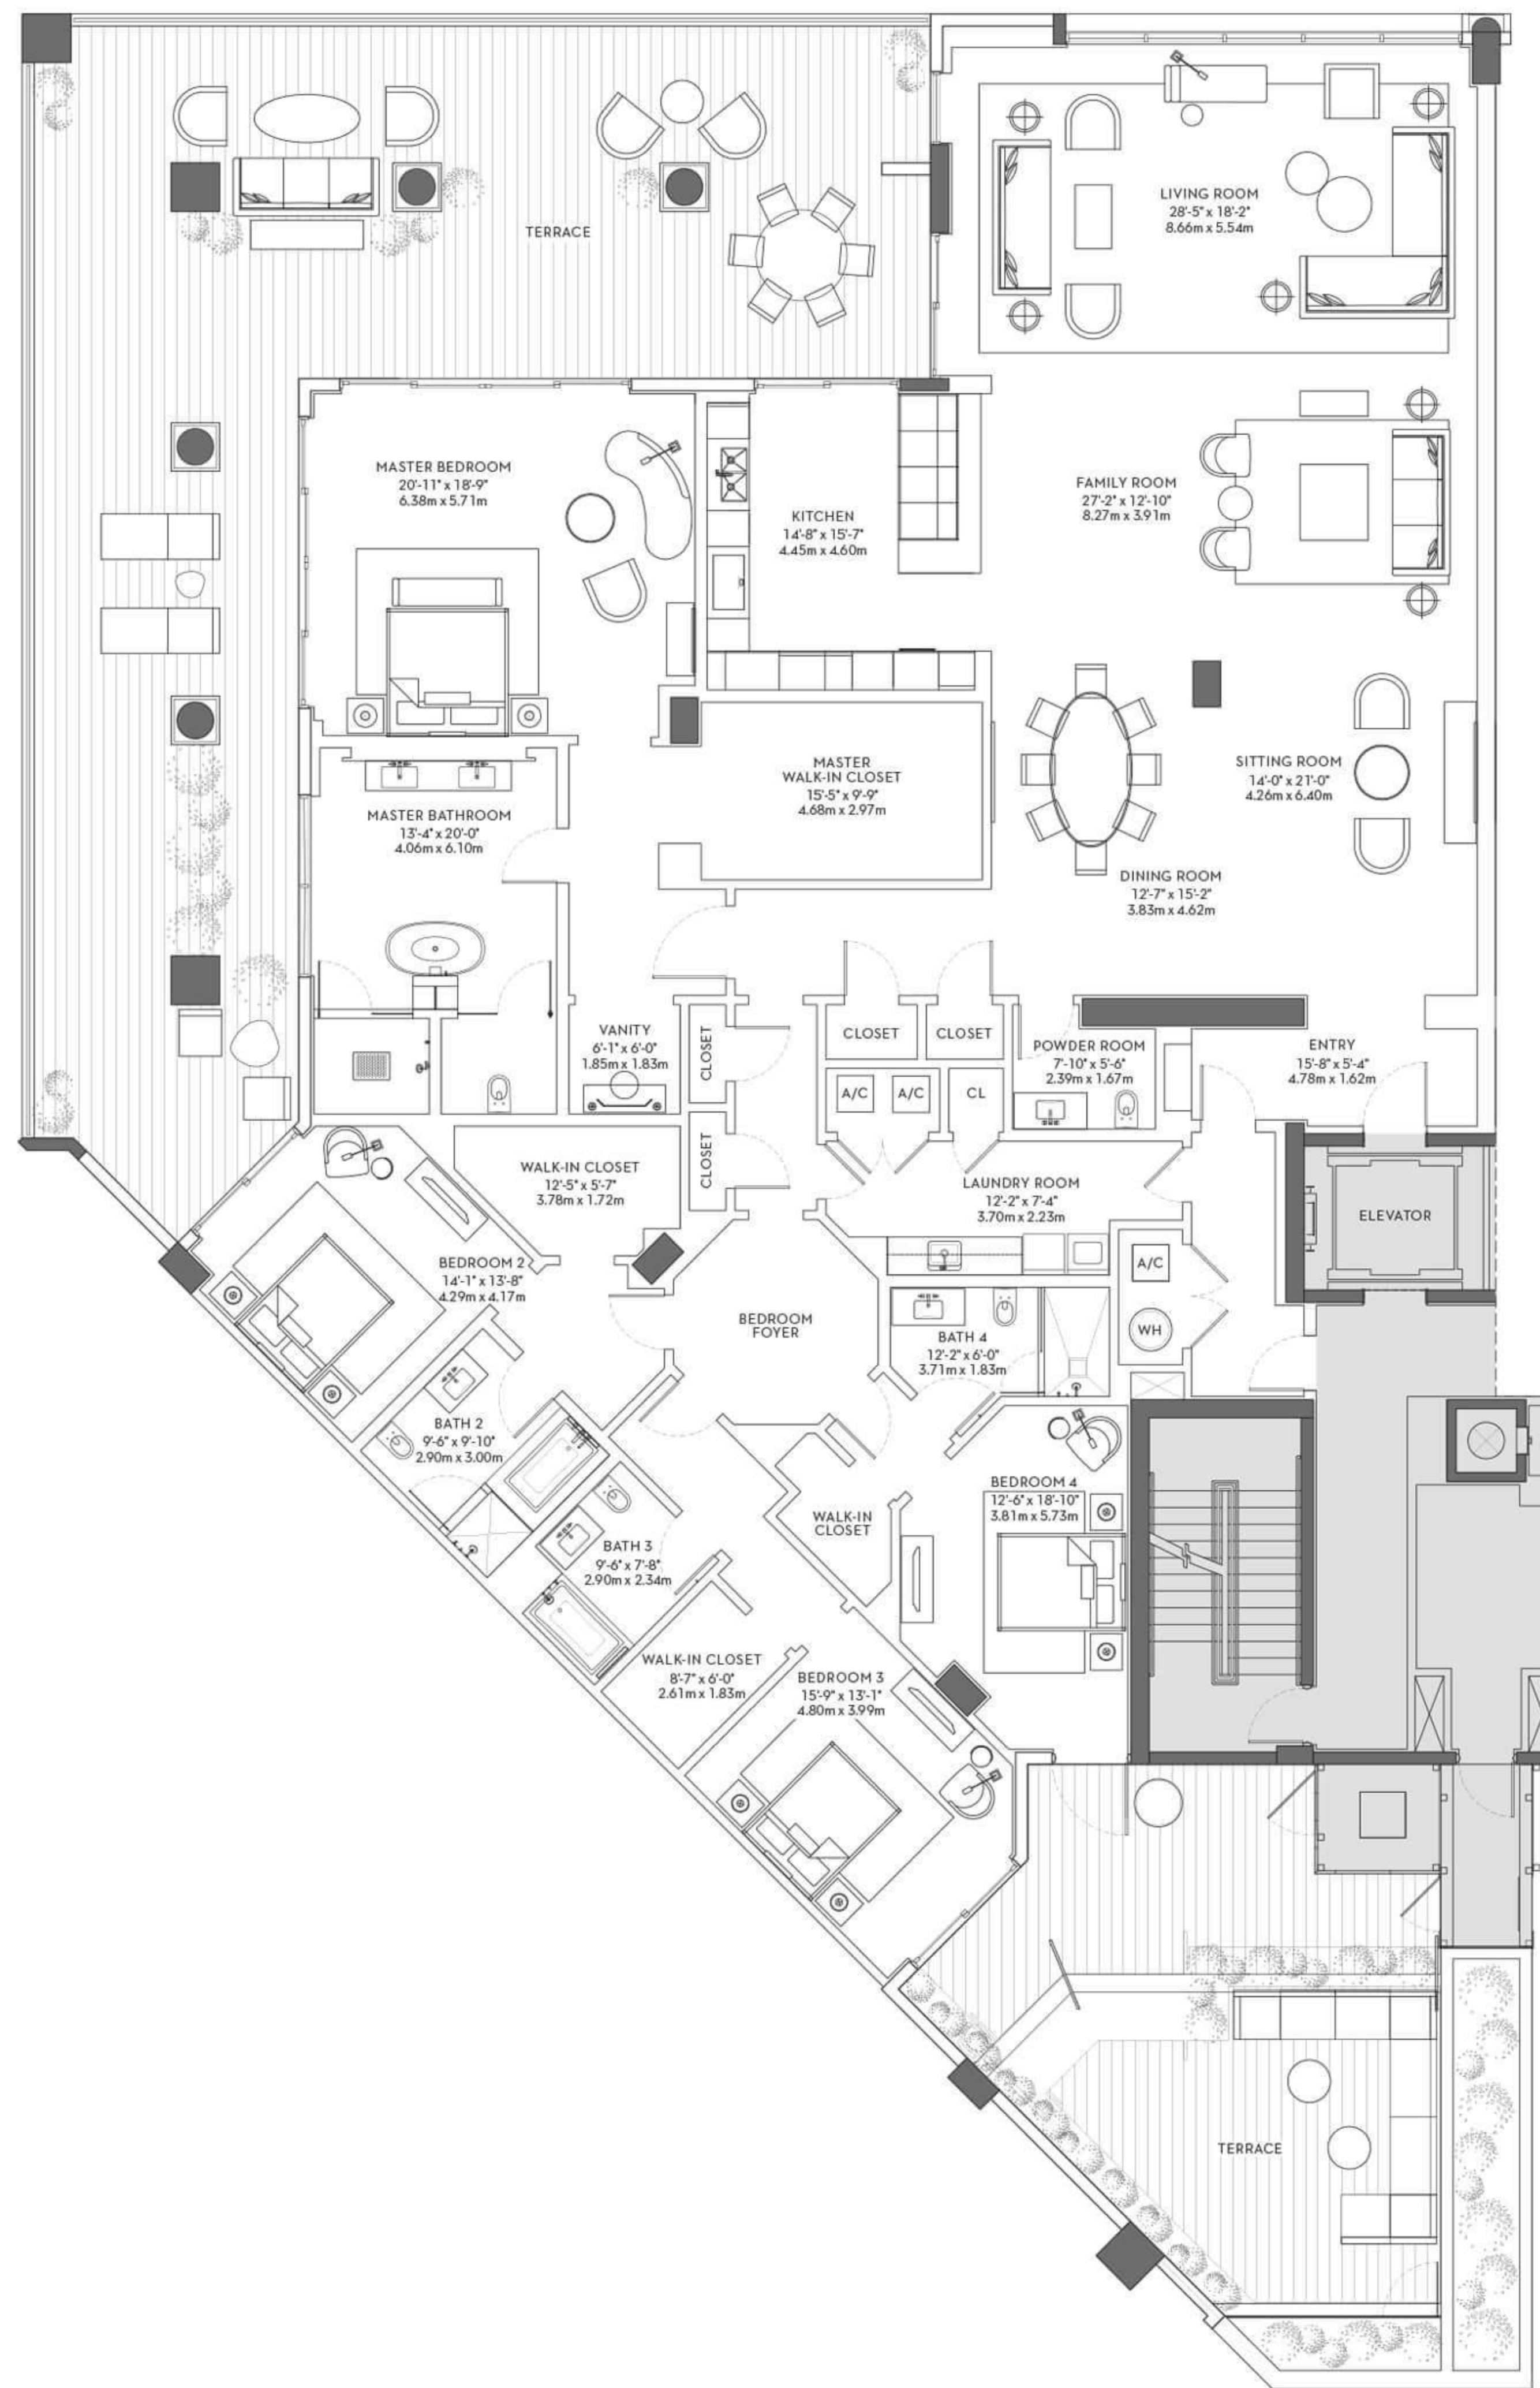 LIVING ROOM
28'-5" x 18'-2"
8.66m x 5.54m
TERRACE
MASTER BEDROOM
20'-11" x 18'-9"
6.38m x 5.71m
KITCHEN
14'-8" x 15'-7"
4.45m x 4.60m
FAMILY ROOM
27'-2" x 12'-10"
8.27m x 3.91m
MASTER
WALK-IN CLOSET
15'-5" x 9'-9"
4.68m x 2.97m
SITTING ROOM
14'-0" x 21'-0"
4.26m x 6.40m
MASTER BATHROOM
13'-4" x 20'-0"
4.06m x 6.10m
DINING ROOM
12'-7" x 15'-2"
3.83m x 4.62m
VANITY
6'-1" x 6'-0"
1.85m x 1.83m
CLOSET
CLOSET
CLOSET
POWDER ROOM
7'-10" x 5'-6"
2.39m x 1.67m
ENTRY
15'-8" x 5'-4"
4.78m x 1.62m
A/C
A/C
CL
CLOSET
WALK-IN CLOSET
12'-5" x 5'-7"
3.78m x 1.72m
LAUNDRY ROOM
12'-2" x 7'-4"
3.70m x 2.23m
ELEVATOR
BEDROOM 2
14'-1" x 13'-8"
4.29m x 4.17m
A/C
BEDROOM
FOYER
WH
BATH 4
12'-2" x 6'-0"
3.71m x 1.83m
BATH 2
9'-6" x 9'-10"
2.90m x 3.00m
BEDROOM 4
12'-6" x 18'-10"
3.81m x 5.73m
WALK-IN
CLOSET
BATH 3
9'-6" x 7'-8"
2.90m x 2.34m
WALK-IN CLOSET
8'-7" x 6'-0"
2.61m x 1.83m
BEDROOM 3
15'-9" x 13'-1"
4.80m x 3.99m
TERRACE